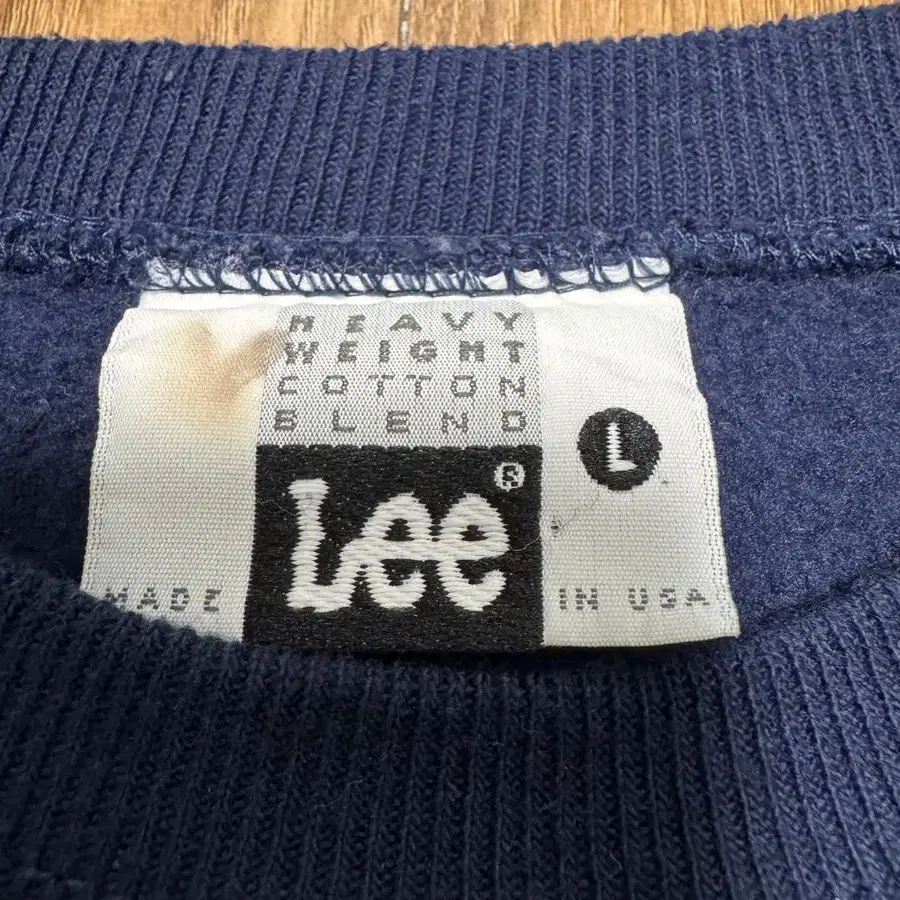 HEAVY
WEIGHT
COTTON
BLEND
L
Lee®
MADE IN USA